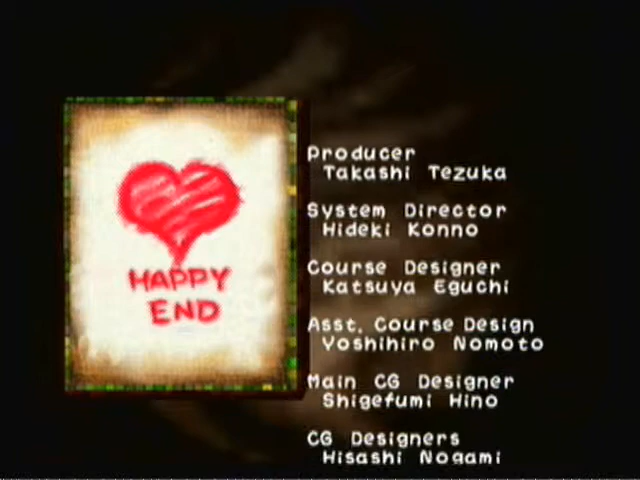 HAPPY
END
Producer
Takashi Tezuka
System Director
Hideki Konno
Course Designer
Katsuya Eguchi
Asst. Course Design
Yoshihiro Nomoto
Main CG Designer
Shigefumi Hino
CG Designers
Hisashi Nogami